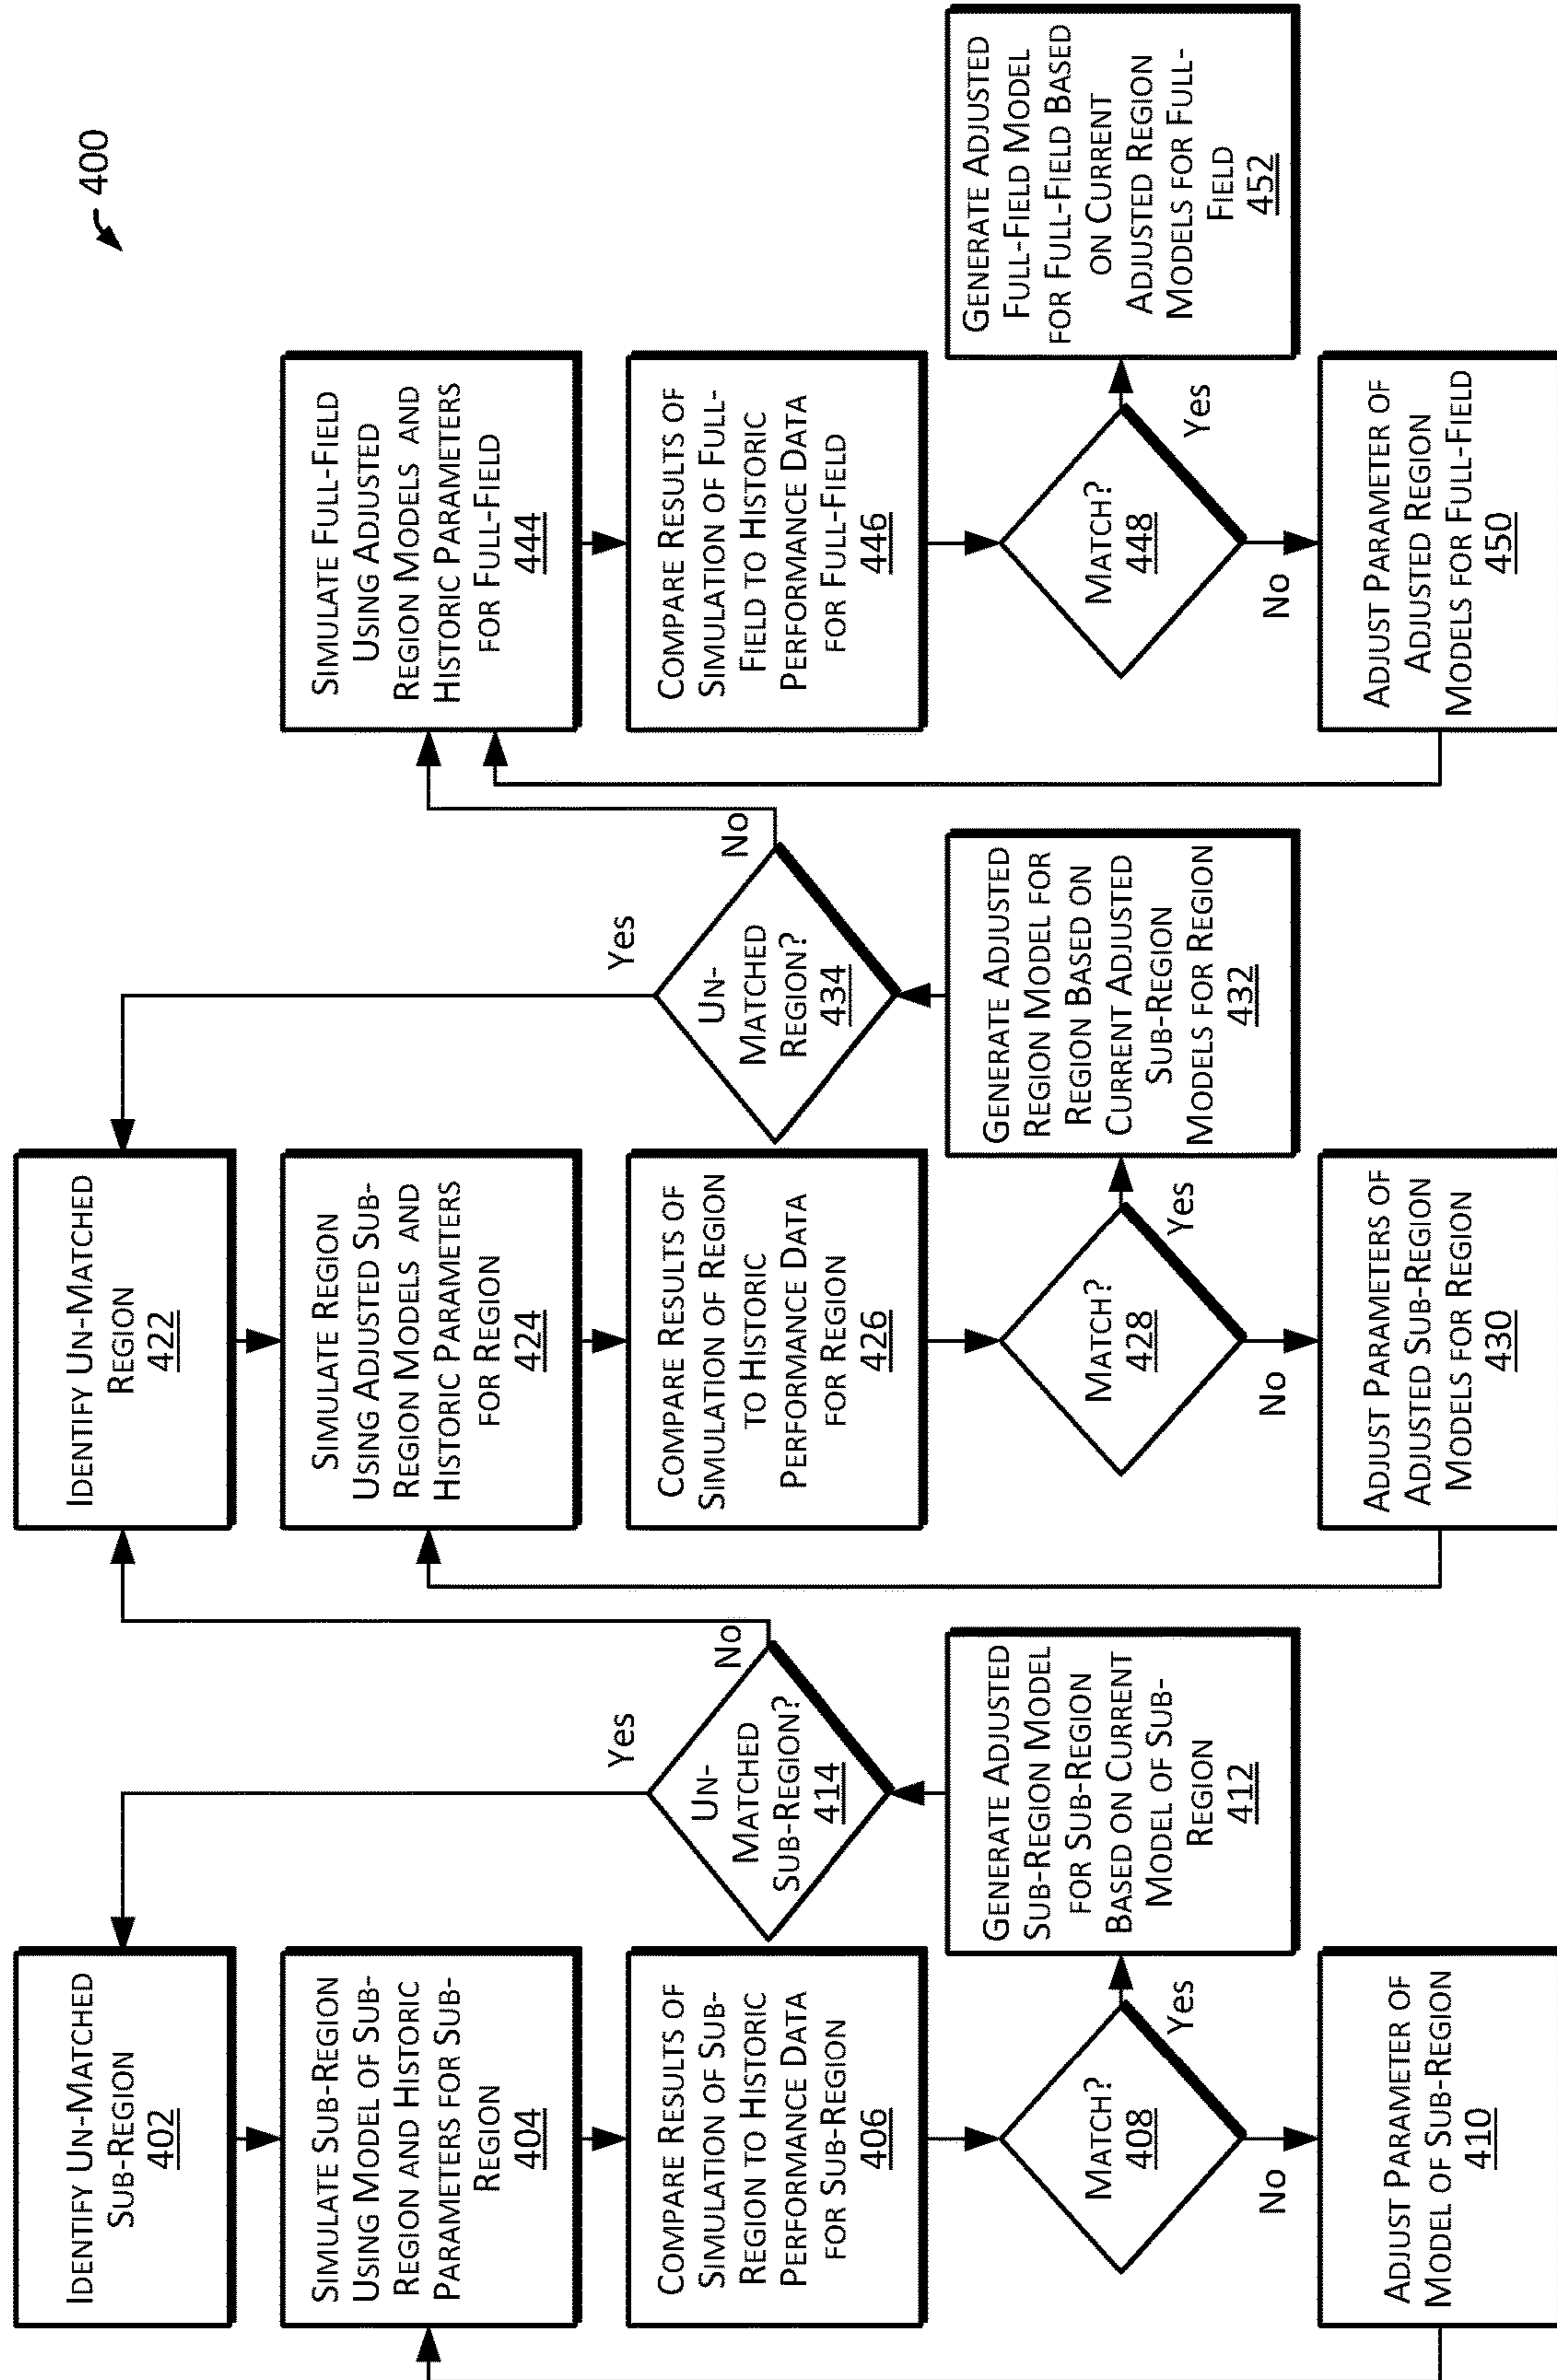 400
IDENTIFY UN-MATCHED
SUB-REGION
402
SIMULATE SUB-REGION
USING MODEL OF SUB-
REGION AND HISTORIC
PARAMETERS FOR SUB-
REGION
404
COMPARE RESULTS OF
SIMULATION OF SUB-
REGION TO HISTORIC
PERFORMANCE DATA
FOR SUB-REGION
406
MATCH?
408
No
Yes
ADJUST PARAMETER OF
MODEL OF SUB-REGION
410
GENERATE ADJUSTED
SUB-REGION MODEL
FOR SUB-REGION
BASED ON CURRENT
MODEL OF SUB-
REGION
412
UN-
MATCHED
SUB-REGION?
414
Yes
No
IDENTIFY UN-MATCHED
REGION
422
SIMULATE REGION
USING ADJUSTED SUB-
REGION MODELS AND
HISTORIC PARAMETERS
FOR REGION
424
COMPARE RESULTS OF
SIMULATION OF REGION
TO HISTORIC
PERFORMANCE DATA
FOR REGION
426
MATCH?
428
No
Yes
ADJUST PARAMETERS OF
ADJUSTED SUB-REGION
MODELS FOR REGION
430
GENERATE ADJUSTED
REGION MODEL FOR
REGION BASED ON
CURRENT ADJUSTED
SUB-REGION
MODELS FOR REGION
432
UN-
MATCHED
REGION?
434
Yes
No
SIMULATE FULL-FIELD
USING ADJUSTED
REGION MODELS AND
HISTORIC PARAMETERS
FOR FULL-FIELD
444
COMPARE RESULTS OF
SIMULATION OF FULL-
FIELD TO HISTORIC
PERFORMANCE DATA
FOR FULL-FIELD
446
MATCH?
448
No
Yes
ADJUST PARAMETER OF
ADJUSTED REGION
MODELS FOR FULL-FIELD
450
GENERATE ADJUSTED
FULL-FIELD MODEL
FOR FULL-FIELD BASED
ON CURRENT
ADJUSTED REGION
MODELS FOR FULL-
FIELD
452